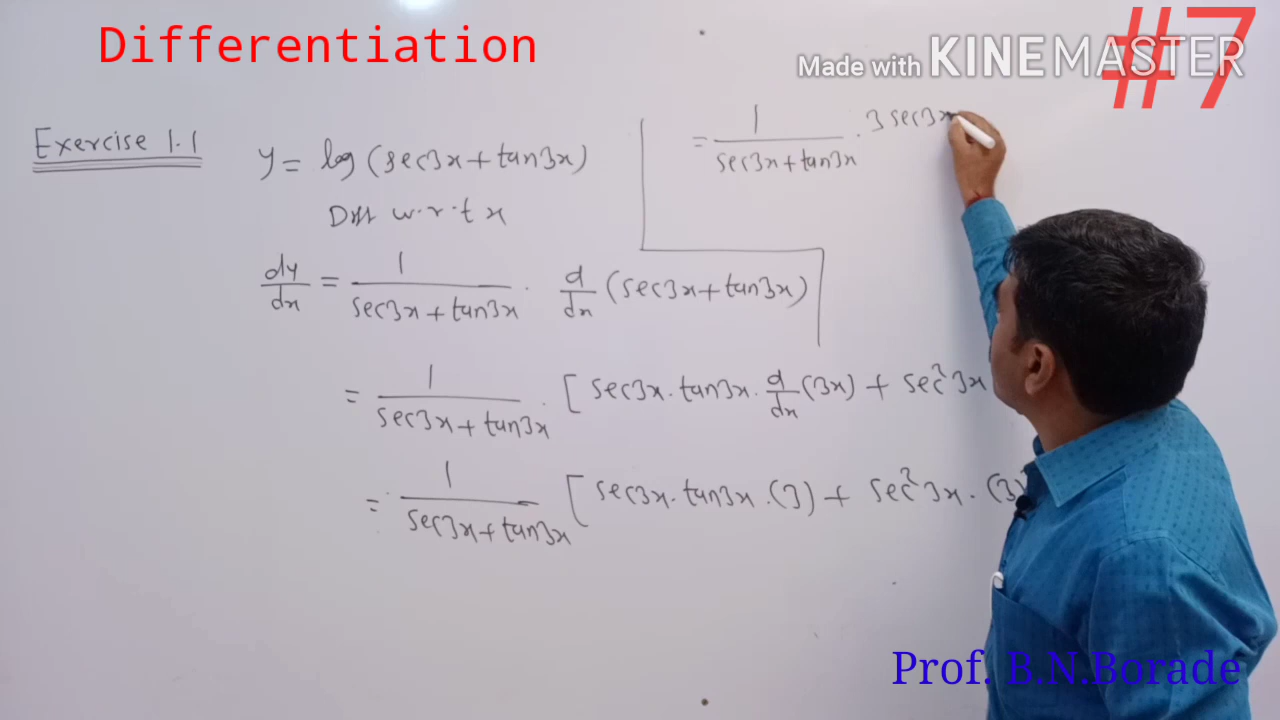 Differentiation
#7
Made with KINEMASTER
Exercise 1.1
y = log (sec3x + tan3x)
Diff w.r.t x
dy/dx = 1/(sec3x + tan3x) . d/dx (sec3x + tan3x)
= 1/(sec3x + tan3x) . [ sec3x . tan3x . d/dx (3x) + sec²3x
= 1/(sec3x + tan3x) [ sec3x . tan3x . (3) + sec²3x . (3)
= 1/(sec3x + tan3x) . 3 sec3x
Prof. B.N.Borade